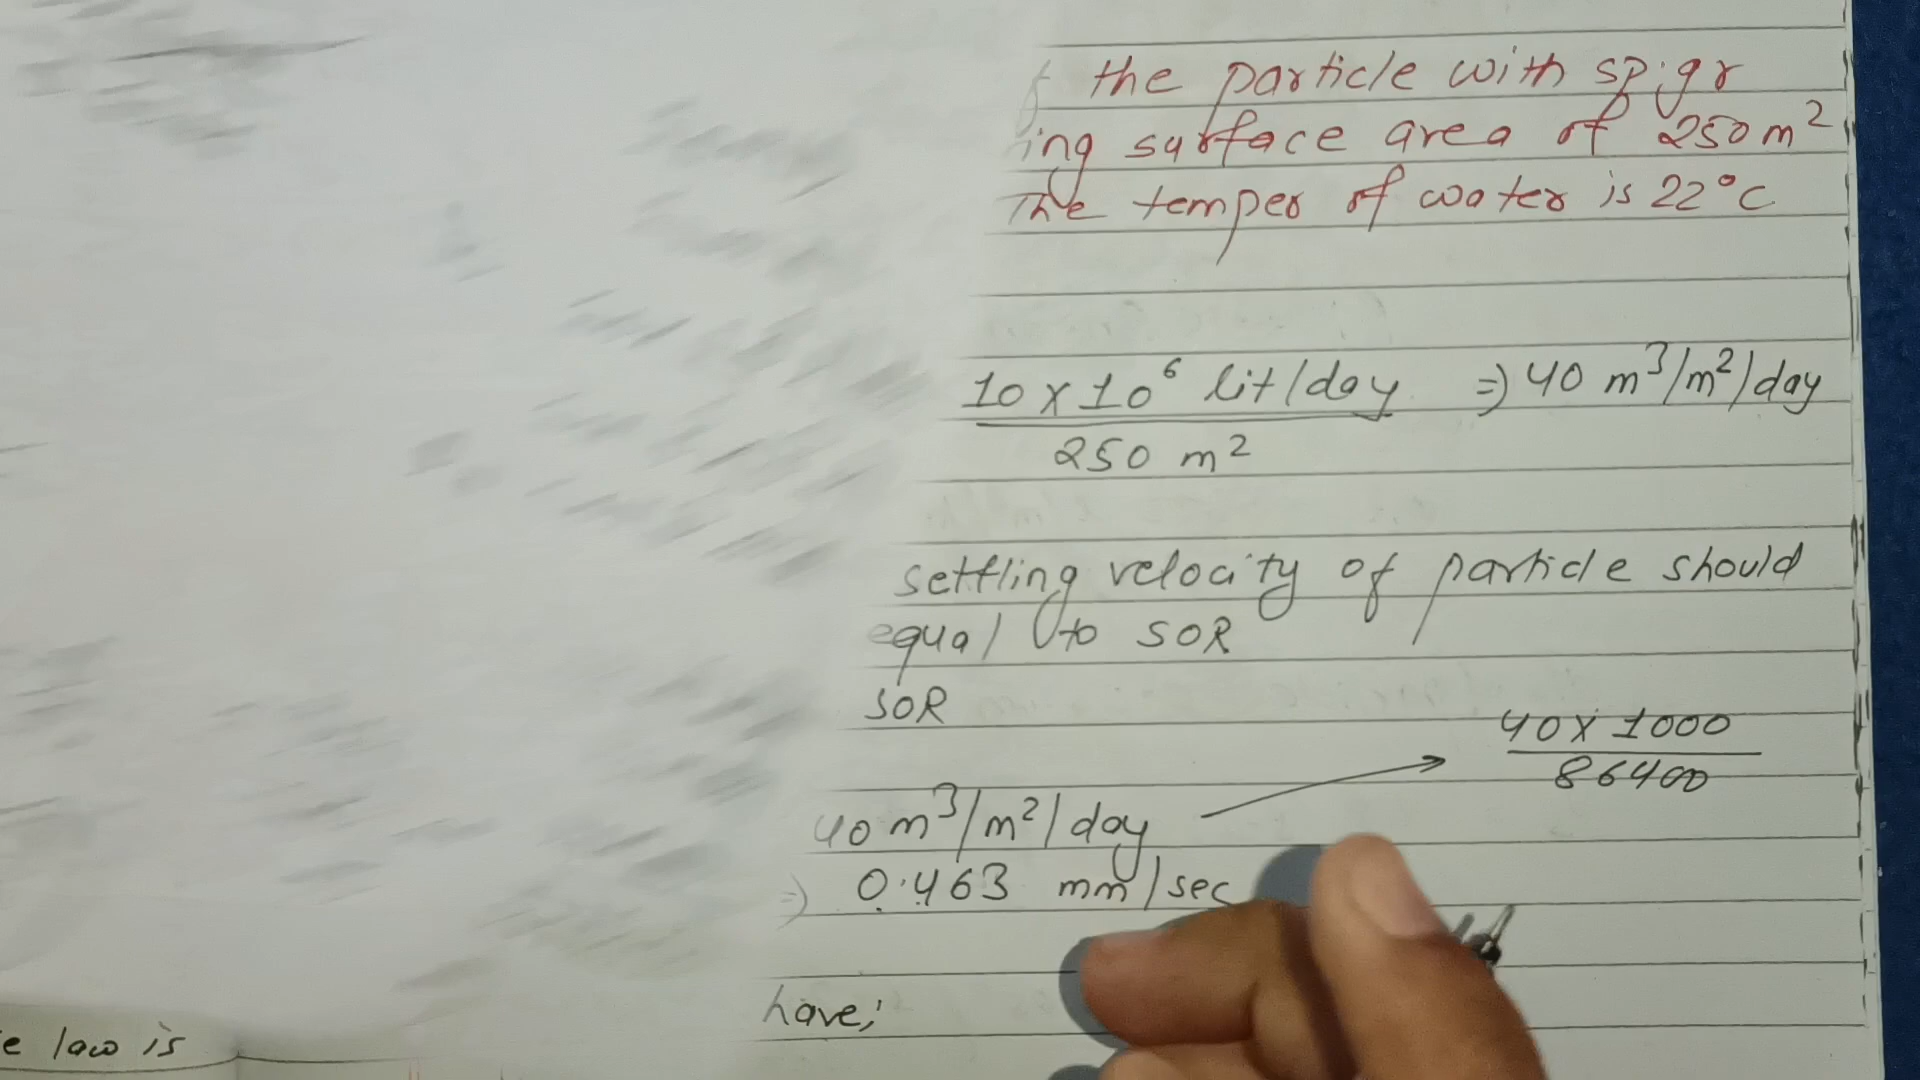 the particle with sp.gr
ing surface area of 250 m²
The temper of water is 22°C
10 x 10⁶ lit/day ⇒ 40 m³/m²/day
250 m²
settling velocity of particle should
equal to SOR
SOR
40 x 1000
86400
40 m³/m²/day
⇒ 0.463 mm/sec
have;
e law is